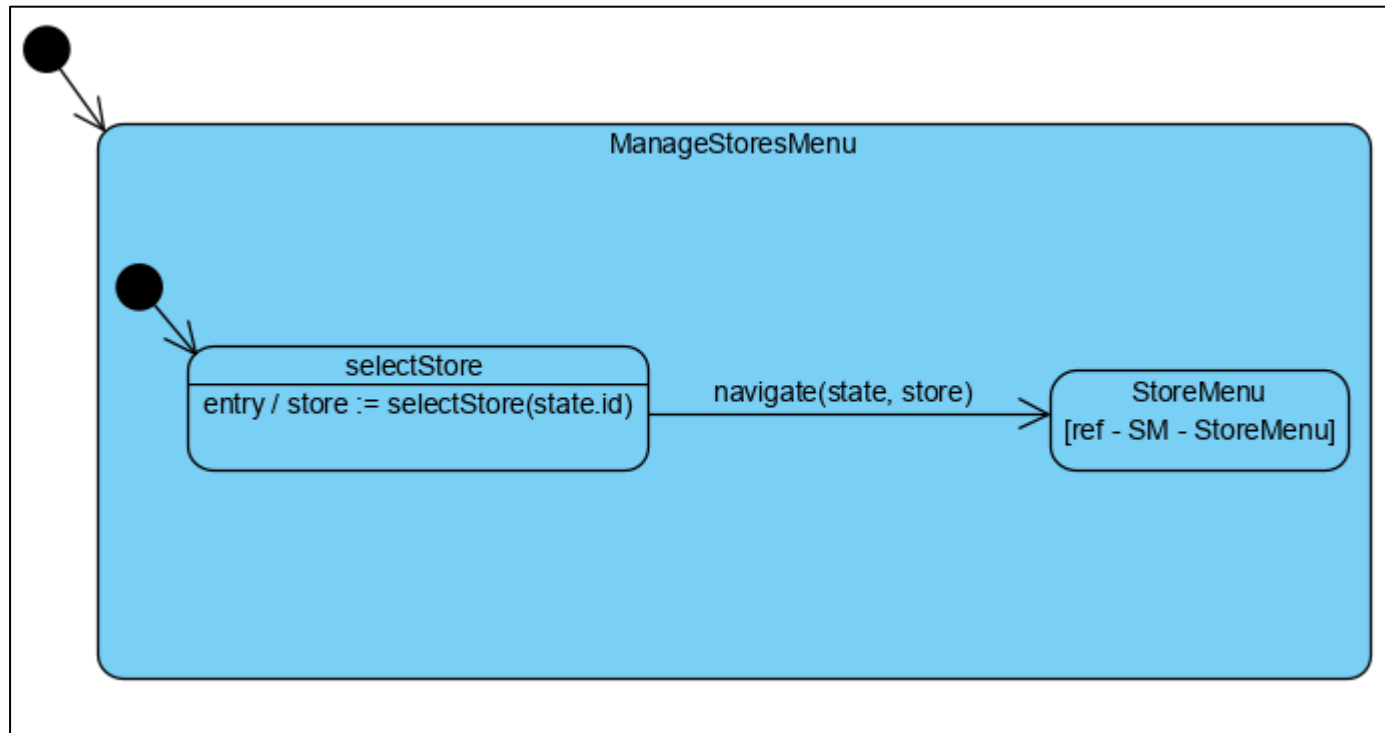 ManageStoresMenu
selectStore
entry / store := selectStore(state.id)
navigate(state, store)
StoreMenu
[ref - SM - StoreMenu]